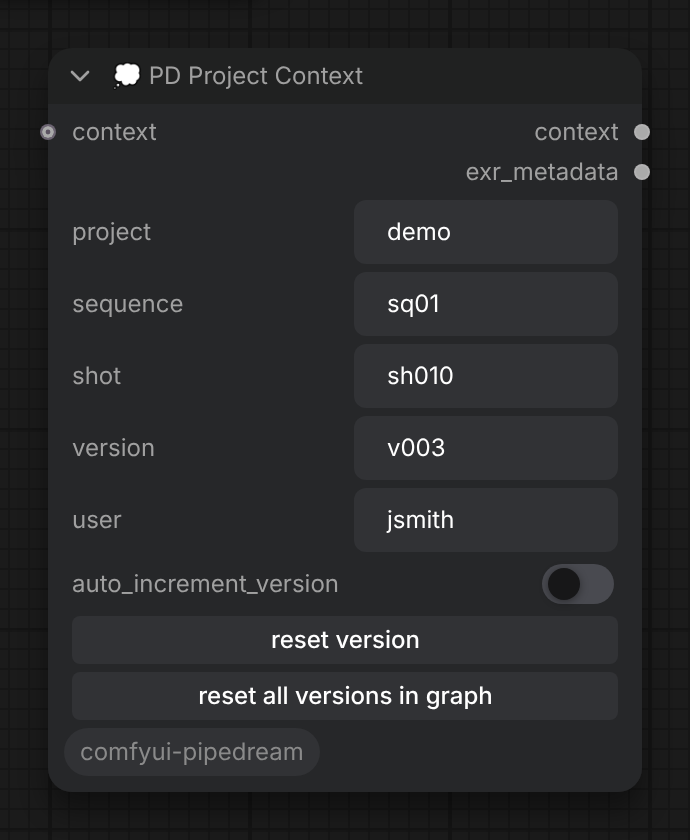 PD Project Context
context context
exr_metadata
project demo
sequence sq01
shot sh010
version v003
user jsmith
auto_increment_version
reset version
reset all versions in graph
comfyui-pipedream